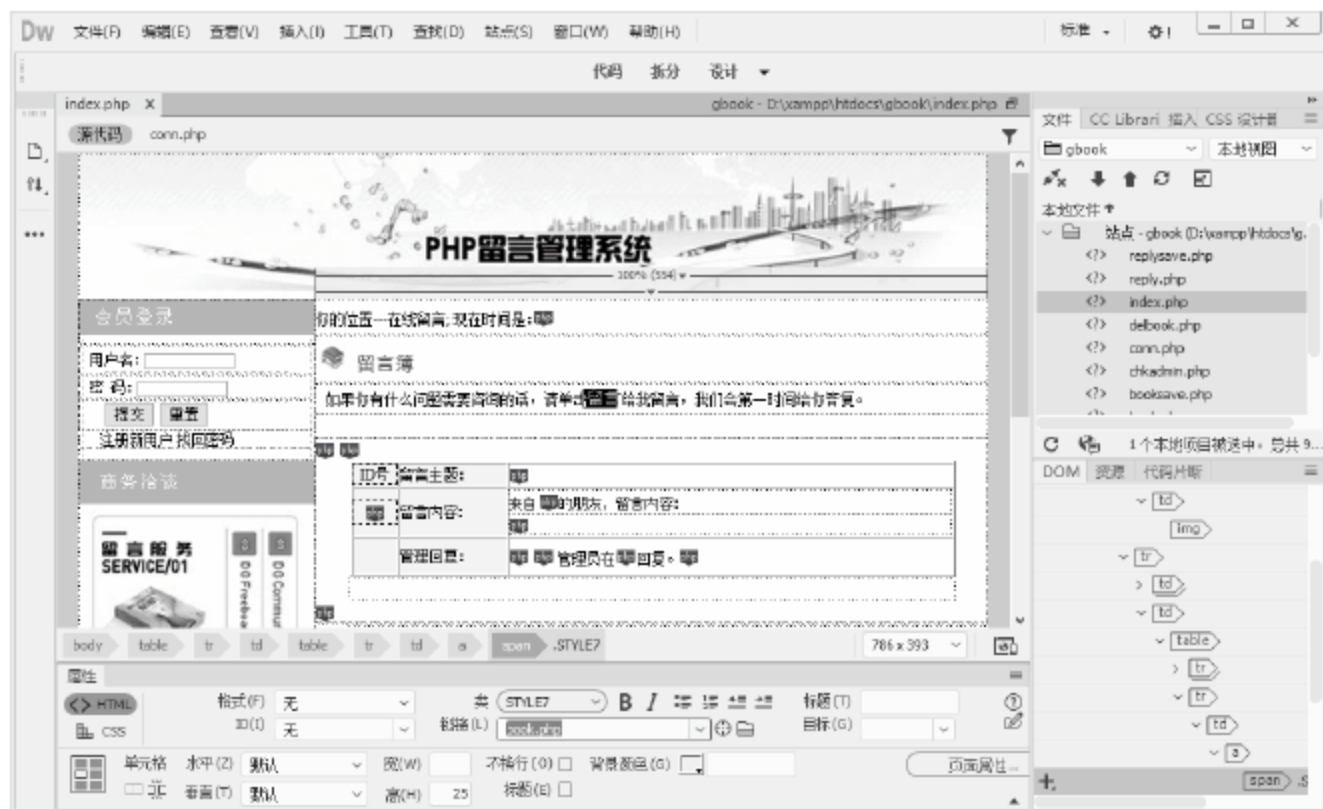 Dw 文件(F) 编辑(E) 查看(V) 插入(I) 工具(T) 查找(D) 站点(S) 窗口(W) 帮助(H) 标准
代码 拆分 设计
index.php X gbook - D:\xampp\htdocs\gbook\index.php
源代码 conn.php
PHP留言管理系统
100% (554)
会员登录
用户名:
密 码:
提交 重置
注册新用户 找回密码
商务洽谈
留言服务
SERVICE/01
DO Freebea
DO Commur
你的位置—在线留言;现在时间是:
留言簿
如果你有什么问题需要咨询的话，请单击留言给我留言，我们会第一时间给你答复。
ID号 留言主题:
来自 的朋友，留言内容:
留言内容:
管理回复: 管理员在 回复。
body table tr td table tr td a span .STYLE7 786 x 393
属性
<> HTML 格式(F) 无 类 STYLE7 B I 标题(T)
CSS ID(I) 无 链接(L) book.php 目标(G)
单元格 水平(Z) 默认 宽(W) 不换行(O) 背景颜色(G) 页面属性...
垂直(T) 默认 高(H) 25 标题(E)
文件 CC Librari 插入 CSS 设计器
gbook 本地视图
本地文件
站点 - gbook (D:\xampp\htdocs\g.
<?> replysave.php
<?> reply.php
<?> index.php
<?> delbook.php
<?> conn.php
<?> chkadmin.php
<?> booksave.php
1 个本地项目被选中，总共 9...
DOM 资源 代码片断
td
img
tr
td
td
table
tr
tr
td
a
span .S